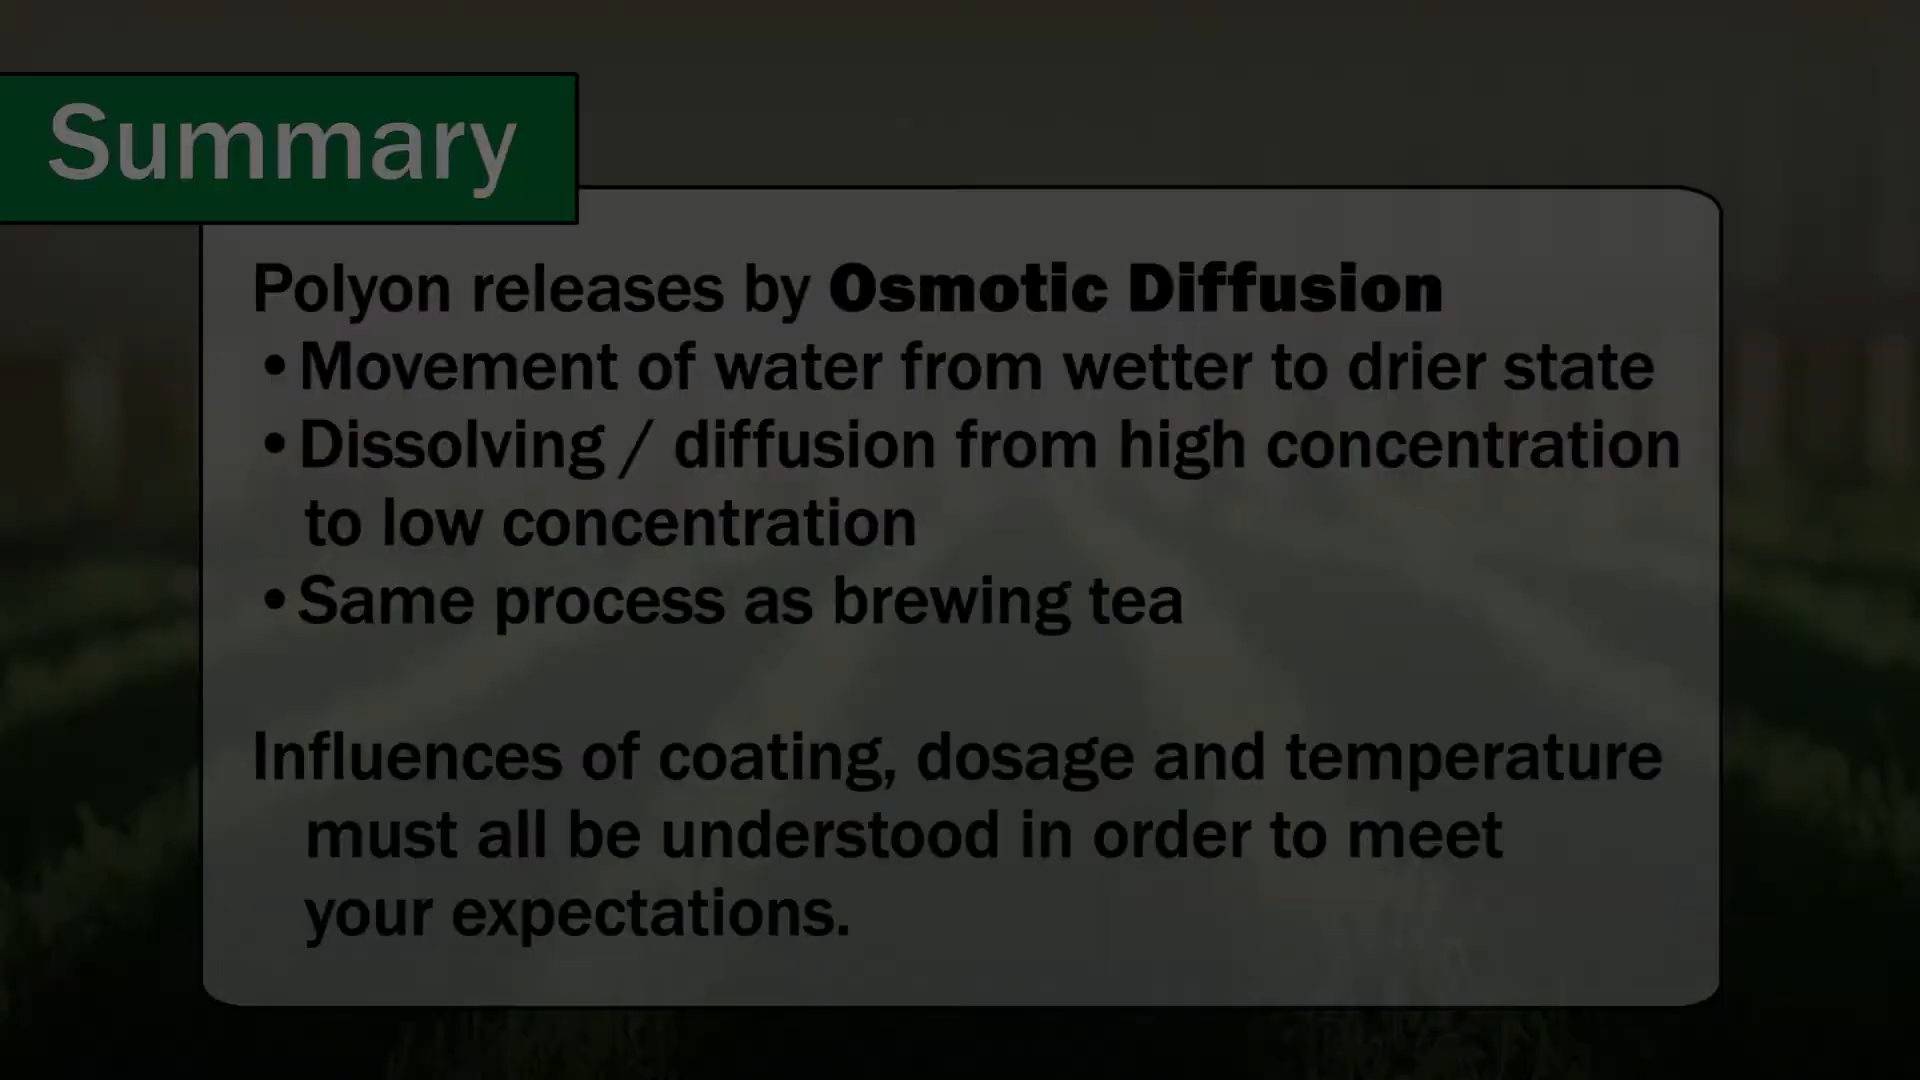 Summary
Polyon releases by Osmotic Diffusion
•Movement of water from wetter to drier state
•Dissolving / diffusion from high concentration
to low concentration
•Same process as brewing tea
Influences of coating, dosage and temperature
must all be understood in order to meet
your expectations.